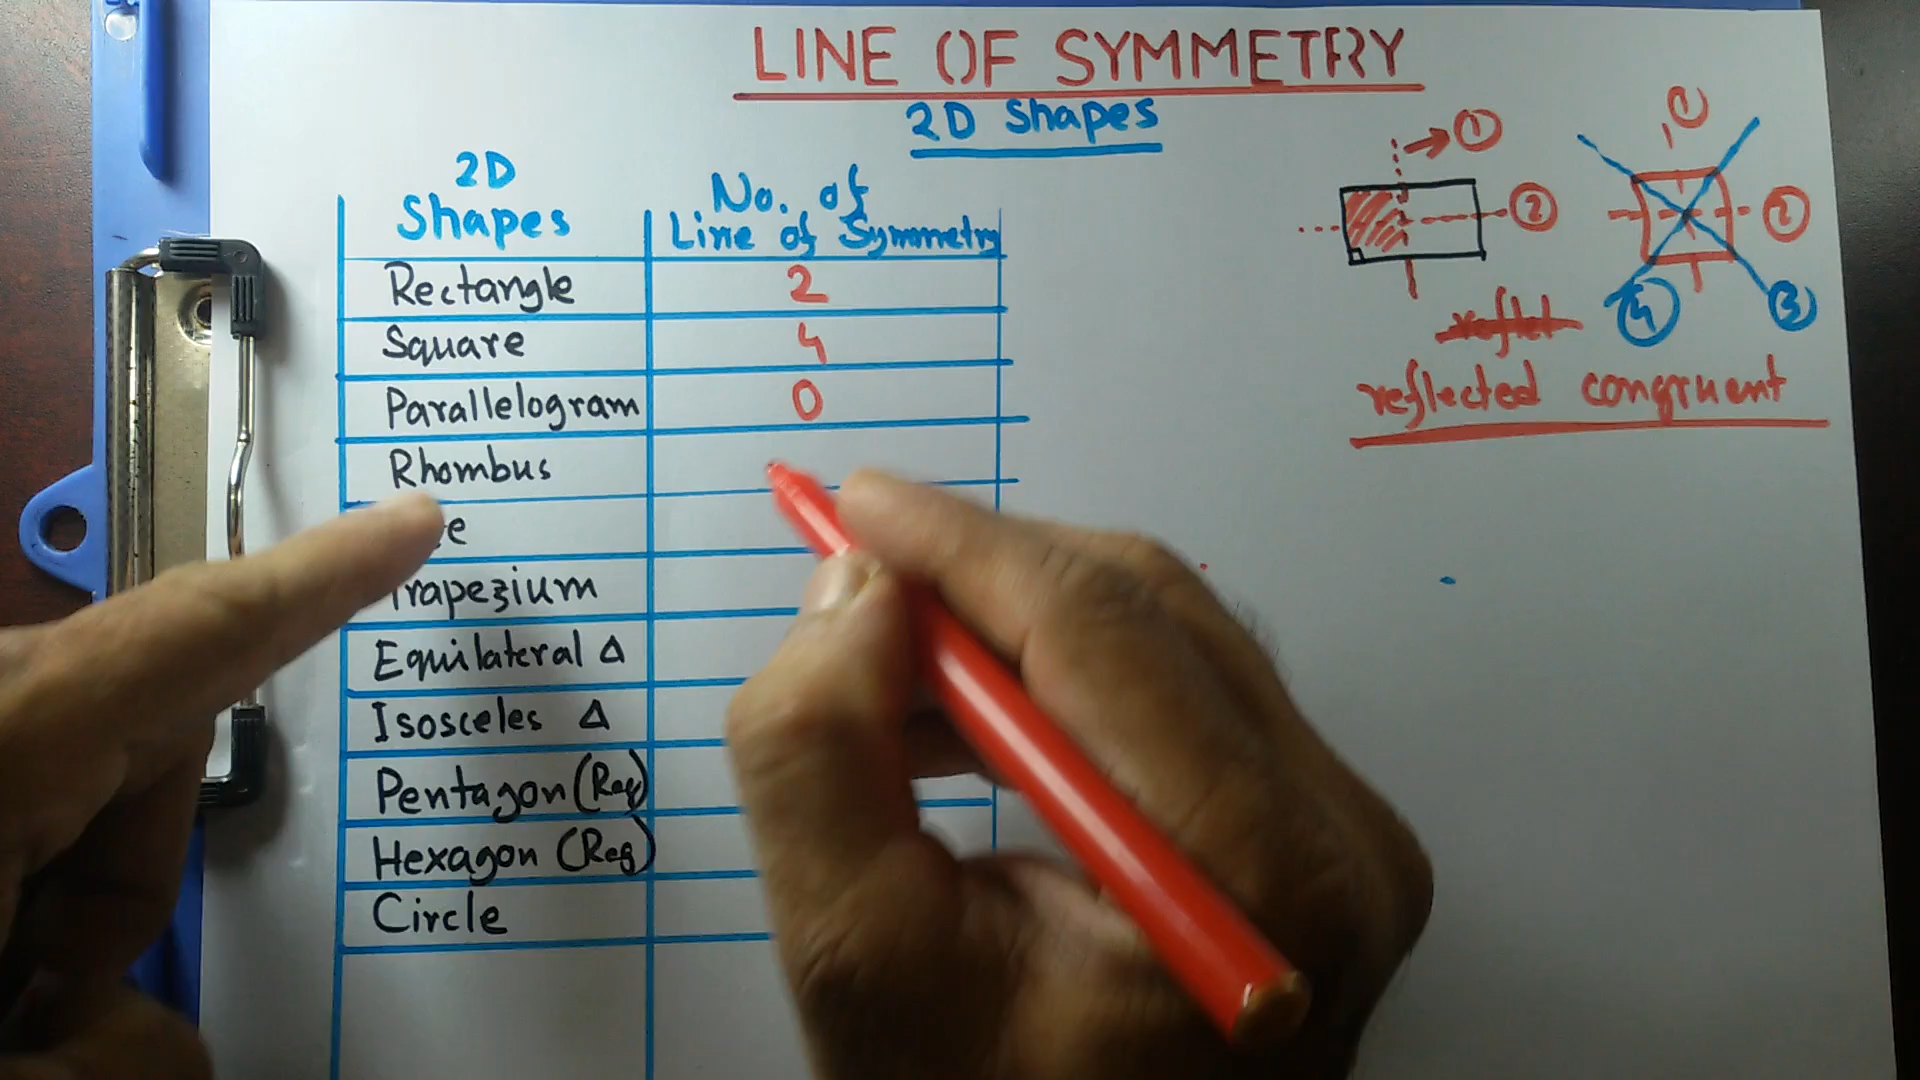 LINE OF SYMMETRY
2D Shapes
2D
Shapes
No. of
Line of Symmetry
Rectangle 2
Square 4
Parallelogram 0
Rhombus
Trapezium
Equilateral Δ
Isosceles Δ
Pentagon (Reg)
Hexagon (Reg)
Circle
1
2
1
2
4
3
reflet
reflected congruent